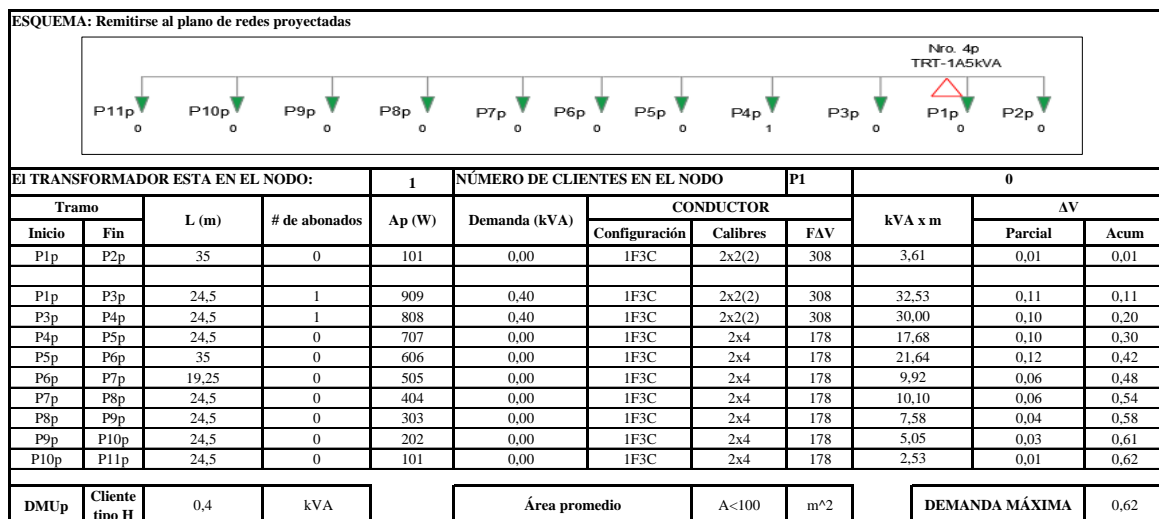 ESQUEMA: Remitirse al plano de redes proyectadas
Nro. 4p
TRT-1A5kVA
P11p P10p P9p P8p P7p P6p P5p P4p P3p P1p P2p
0 0 0 0 0 0 0 1 0 0 0
El TRANSFORMADOR ESTA EN EL NODO: 1 NÚMERO DE CLIENTES EN EL NODO P1 0
Tramo L (m) # de abonados Ap (W) Demanda (kVA) CONDUCTOR kVA x m ΔV
Inicio Fin Configuración Calibres FΔV Parcial Acum
P1p P2p 35 0 101 0,00 1F3C 2x2(2) 308 3,61 0,01 0,01
P1p P3p 24,5 1 909 0,40 1F3C 2x2(2) 308 32,53 0,11 0,11
P3p P4p 24,5 1 808 0,40 1F3C 2x2(2) 308 30,00 0,10 0,20
P4p P5p 24,5 0 707 0,00 1F3C 2x4 178 17,68 0,10 0,30
P5p P6p 35 0 606 0,00 1F3C 2x4 178 21,64 0,12 0,42
P6p P7p 19,25 0 505 0,00 1F3C 2x4 178 9,92 0,06 0,48
P7p P8p 24,5 0 404 0,00 1F3C 2x4 178 10,10 0,06 0,54
P8p P9p 24,5 0 303 0,00 1F3C 2x4 178 7,58 0,04 0,58
P9p P10p 24,5 0 202 0,00 1F3C 2x4 178 5,05 0,03 0,61
P10p P11p 24,5 0 101 0,00 1F3C 2x4 178 2,53 0,01 0,62
DMUp Cliente tipo H 0,4 kVA Área promedio A<100 m^2 DEMANDA MÁXIMA 0,62